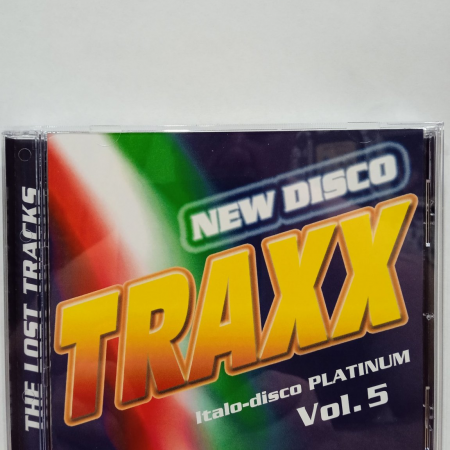 THE LOST TRACKS
NEW DISCO
TRAXX
Italo-disco PLATINUM
Vol. 5